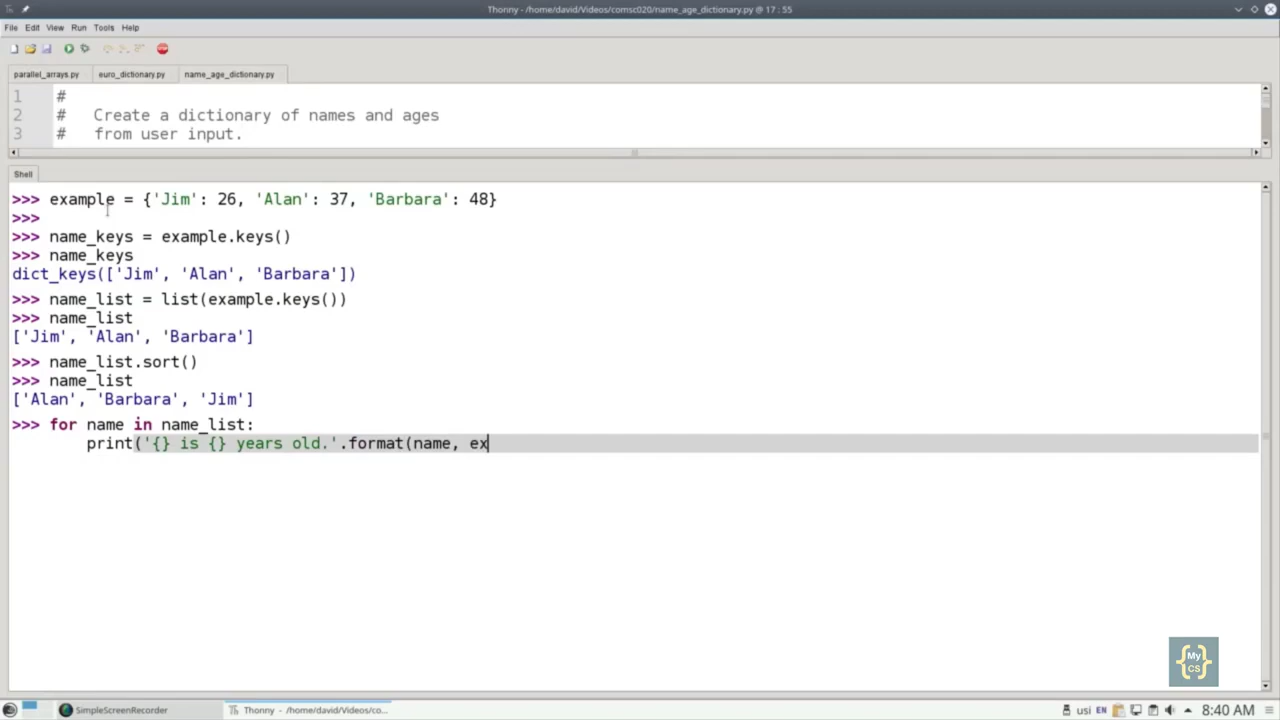 Thonny - /home/david/Videos/comsc020/name_age_dictionary.py @ 17 : 55
File Edit View Run Tools Help
parallel_arrays.py euro_dictionary.py name_age_dictionary.py
1 #
2 # Create a dictionary of names and ages
3 # from user input.
Shell
>>> example = {'Jim': 26, 'Alan': 37, 'Barbara': 48}
>>>
>>> name_keys = example.keys()
>>> name_keys
dict_keys(['Jim', 'Alan', 'Barbara'])
>>> name_list = list(example.keys())
>>> name_list
['Jim', 'Alan', 'Barbara']
>>> name_list.sort()
>>> name_list
['Alan', 'Barbara', 'Jim']
>>> for name in name_list:
print('{} is {} years old.'.format(name, ex
{My CS}
SimpleScreenRecorder Thonny - /home/david/Videos/co... usi EN 8:40 AM